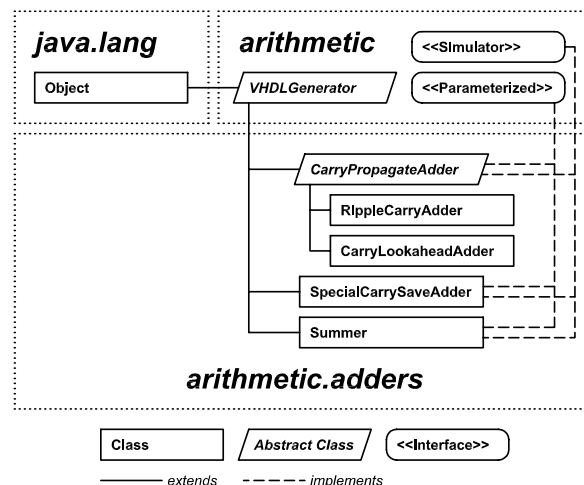 java.lang
arithmetic
<<SImulator>>
Object
VHDLGenerator
<<Parameterized>>
CarryPropagateAdder
RIppleCarryAdder
CarryLookaheadAdder
SpecialCarrySaveAdder
Summer
arithmetic.adders
Class
Abstract Class
<<Interface>>
extends
implements